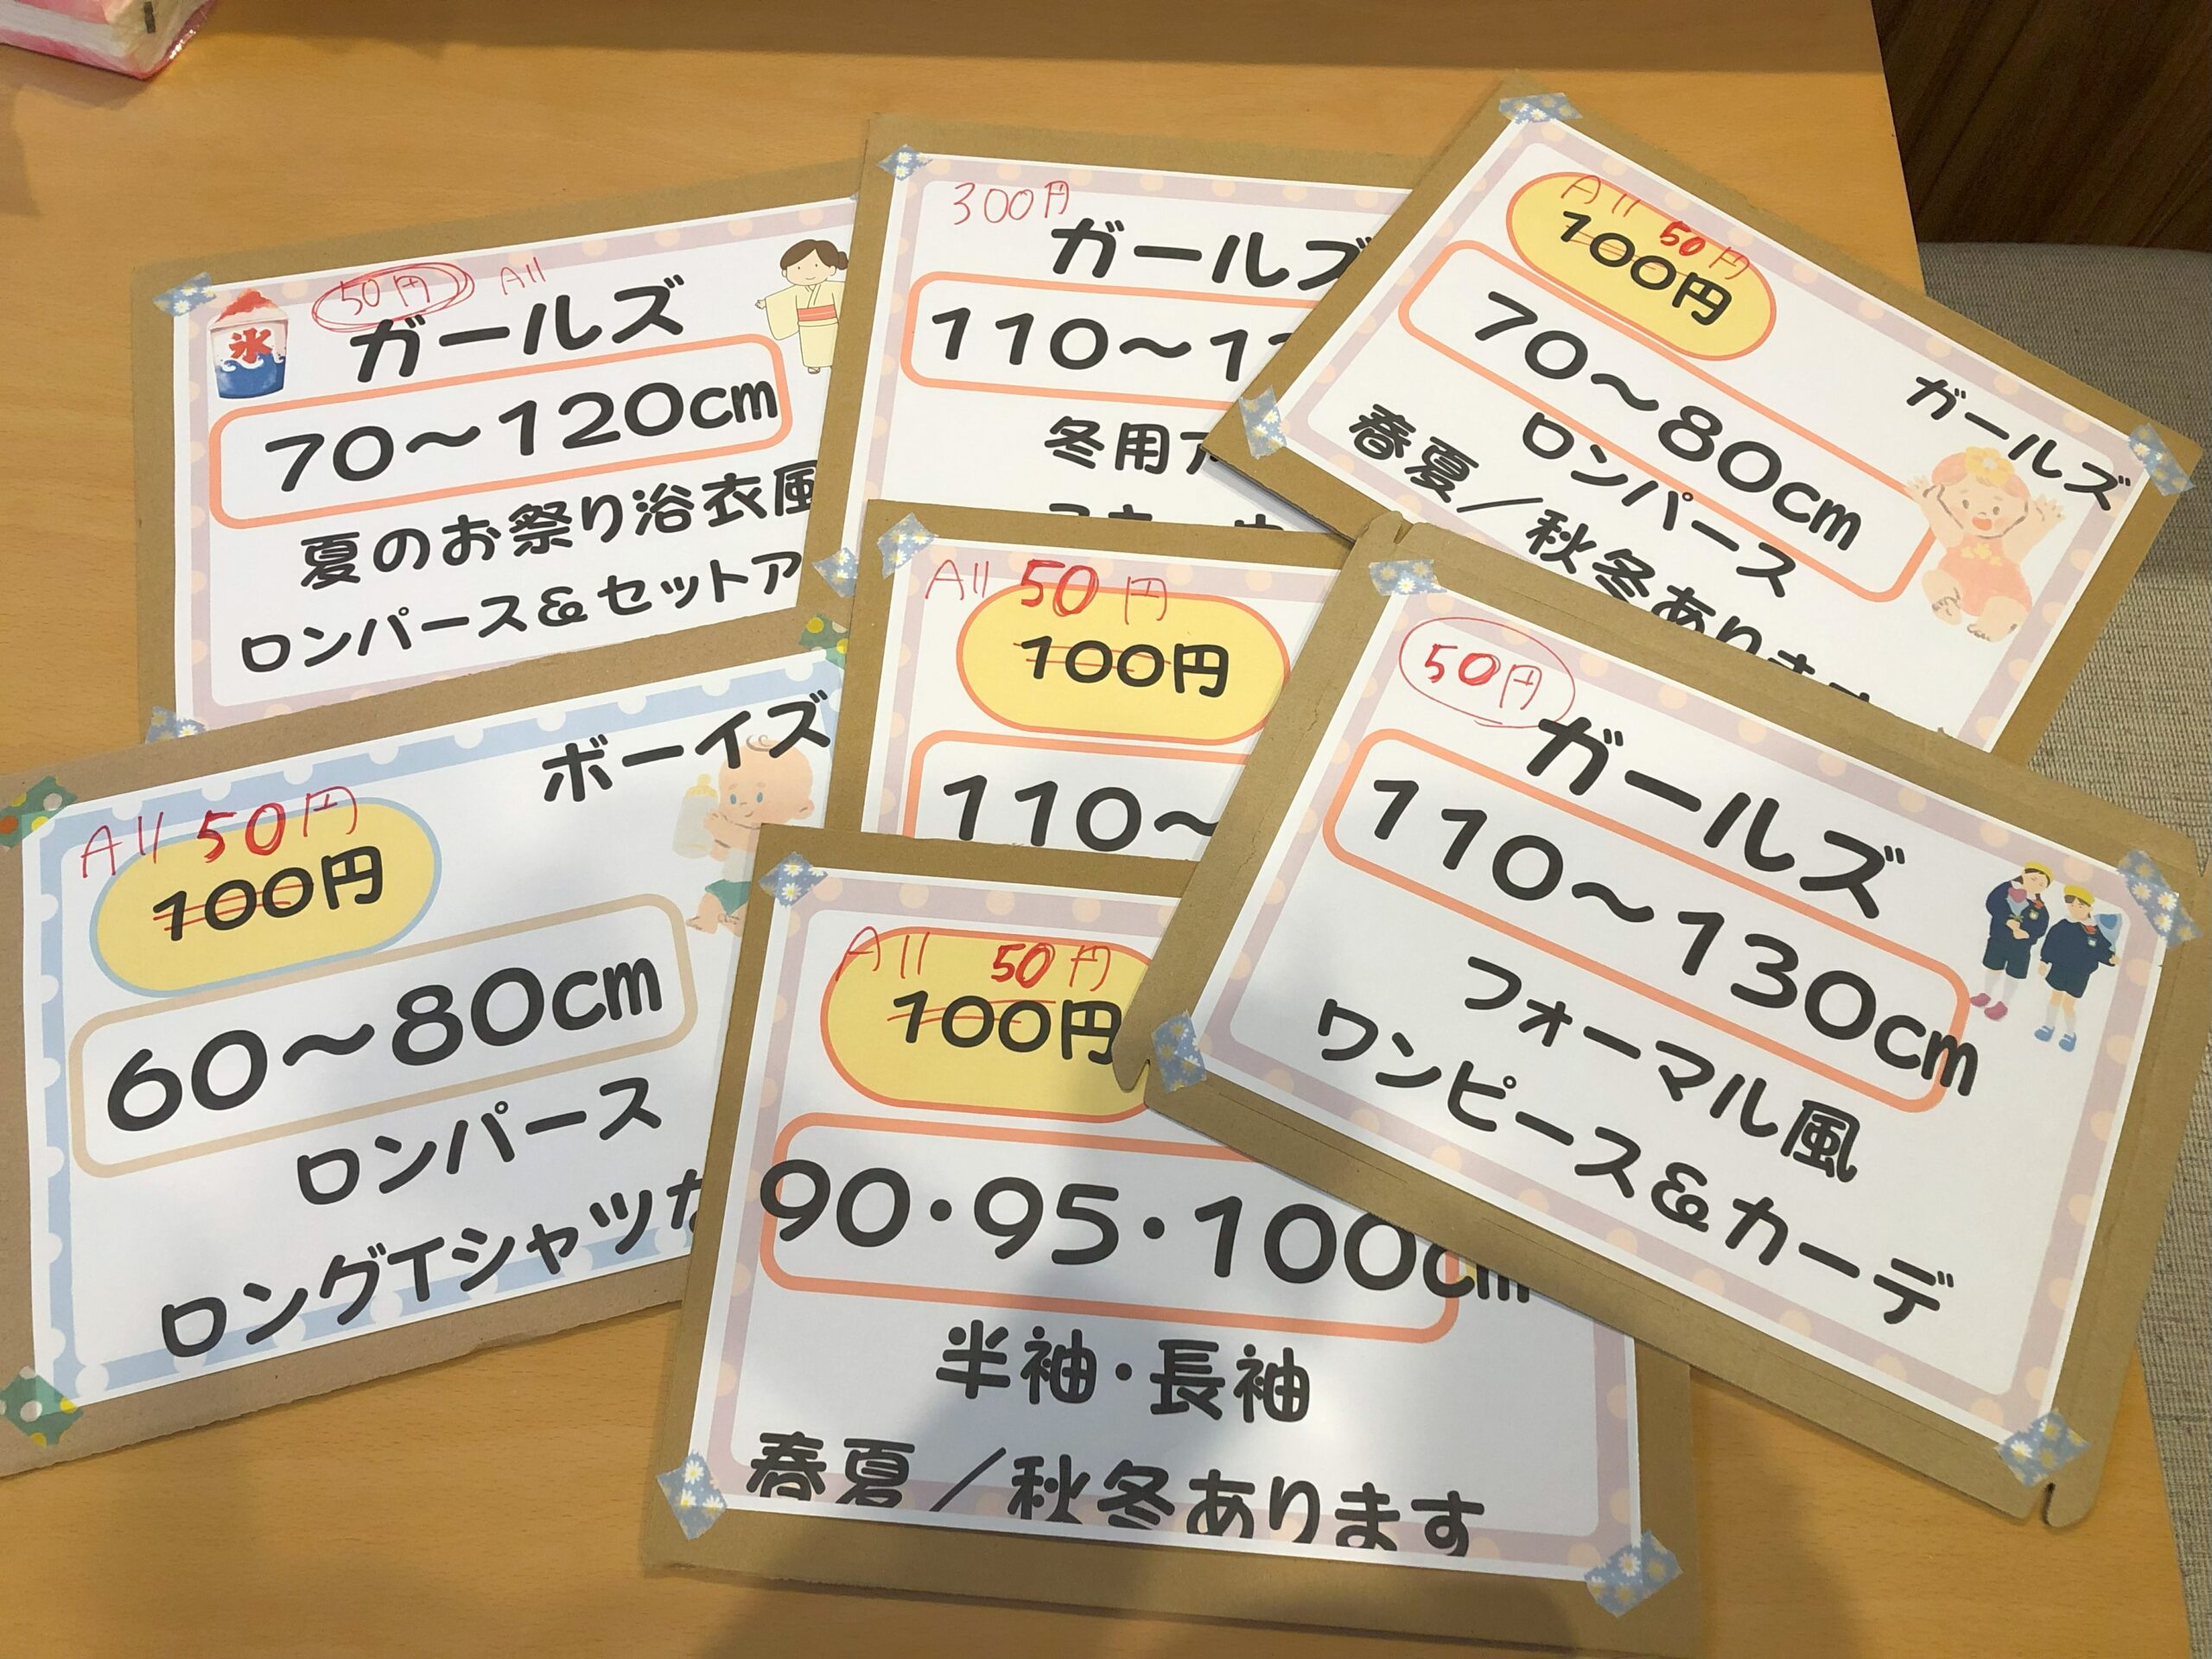 50円 All
氷
ガールズ
70～120cm
夏のお祭り浴衣風
ロンパース&セットア
300円
ガールズ
110～1
冬用
All 50円
100円
ガールズ
70～80cm
ロンパース
春夏／秋冬あります
All 50円
100円
110～
50円
ガールズ
110～130cm
フォーマル風
ワンピース&カーデ
ボーイズ
All 50円
100円
60～80cm
ロンパース
ロングTシャツな
All 50円
100円
90・95・100cm
半袖・長袖
春夏／秋冬あります